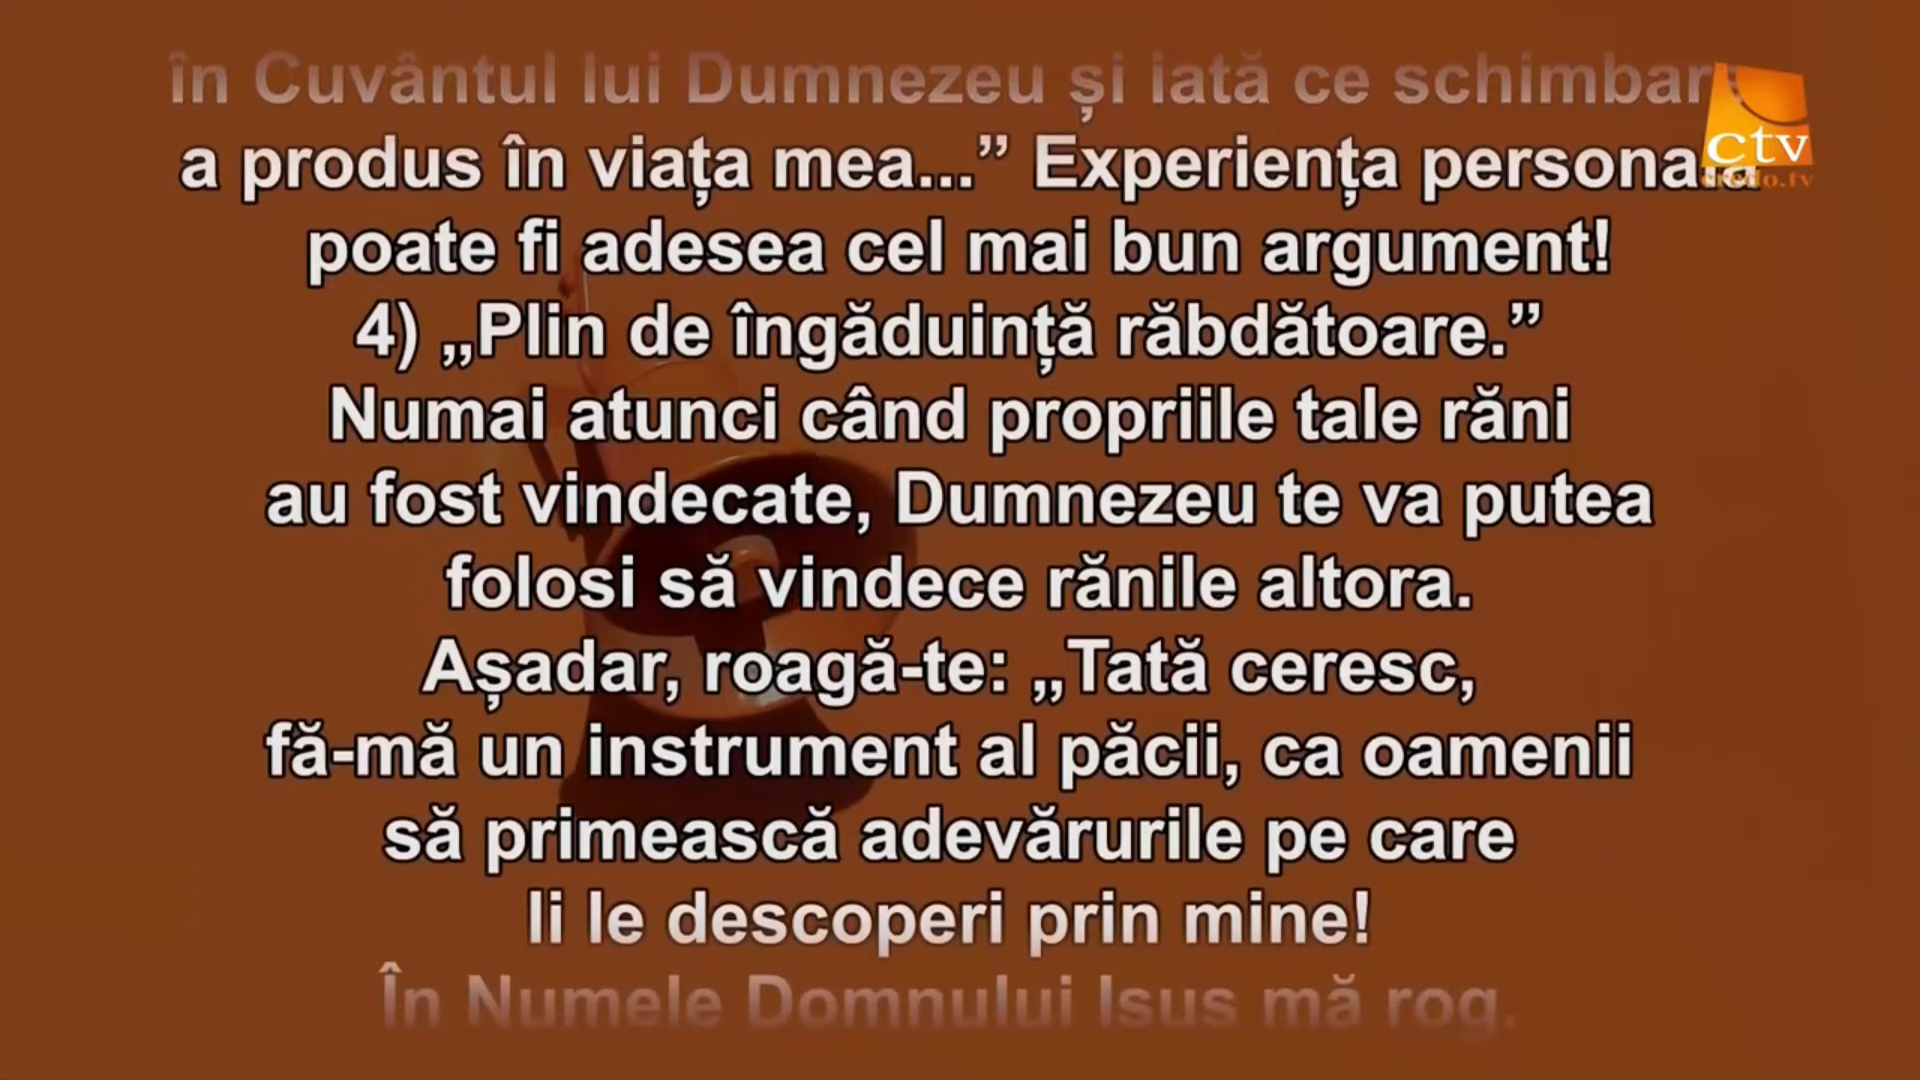 în Cuvântul lui Dumnezeu și iată ce
a produs în viața mea...” Experiența
poate fi adesea cel mai bun argument!
4) „Plin de îngăduință răbdătoare.”
Numai atunci când propriile tale răni
au fost vindecate, Dumnezeu te va putea
folosi să vindece rănile altora.
Așadar, roagă-te: „Tată ceresc,
fă-mă un instrument al păcii, ca oamenii
să primească adevărurile pe care
li le descoperi prin mine!
În Numele Domnului Isus mă rog.
ctv
credo.tv